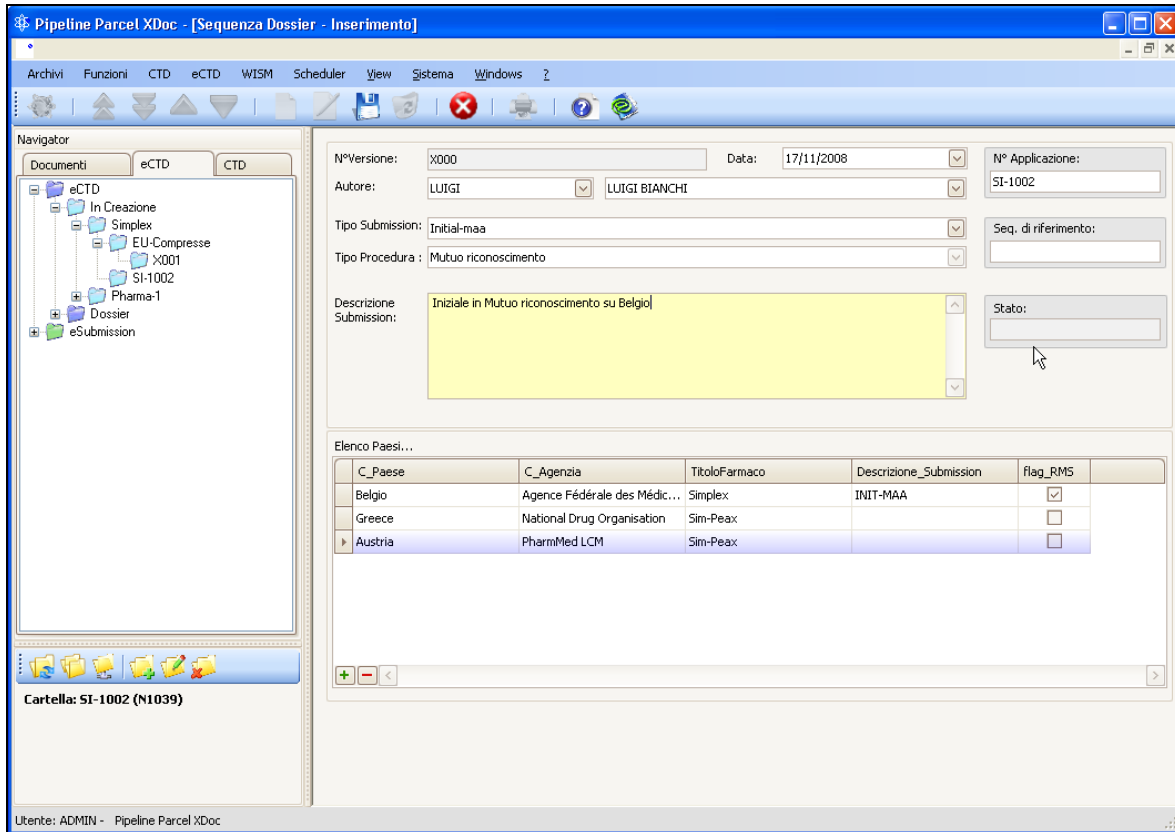 Pipeline Parcel XDoc - [Sequenza Dossier - Inserimento]
Archivi Funzioni CTD eCTD WISM Scheduler View Sistema Windows ?
Navigator
Documenti eCTD CTD
eCTD
In Creazione
Simplex
EU-Compresse
X001
SI-1002
Pharma-1
Dossier
eSubmission
Cartella: SI-1002 (N1039)
N°Versione: X000 Data: 17/11/2008
Autore: LUIGI LUIGI BIANCHI
Tipo Submission: Initial-maa
Tipo Procedura : Mutuo riconoscimento
Descrizione Submission: Iniziale in Mutuo riconoscimento su Belgio
N° Applicazione:
SI-1002
Seq. di riferimento:
Stato:
Elenco Paesi...
C_Paese C_Agenzia TitoloFarmaco Descrizione_Submission flag_RMS
Belgio Agence Fédérale des Médic... Simplex INIT-MAA
Greece National Drug Organisation Sim-Peax
Austria PharmMed LCM Sim-Peax
Utente: ADMIN - Pipeline Parcel XDoc